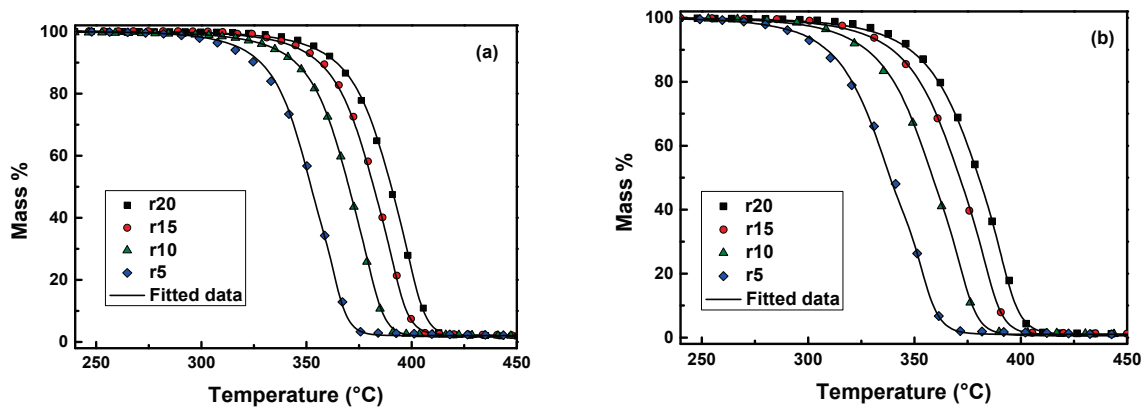 (a)
100
80
60
40
20
0
Mass %
r20
r15
r10
r5
Fitted data
250 300 350 400 450
Temperature (°C)
(b)
100
80
60
40
20
0
Mass %
r20
r15
r10
r5
Fitted data
250 300 350 400 450
Temperature (°C)